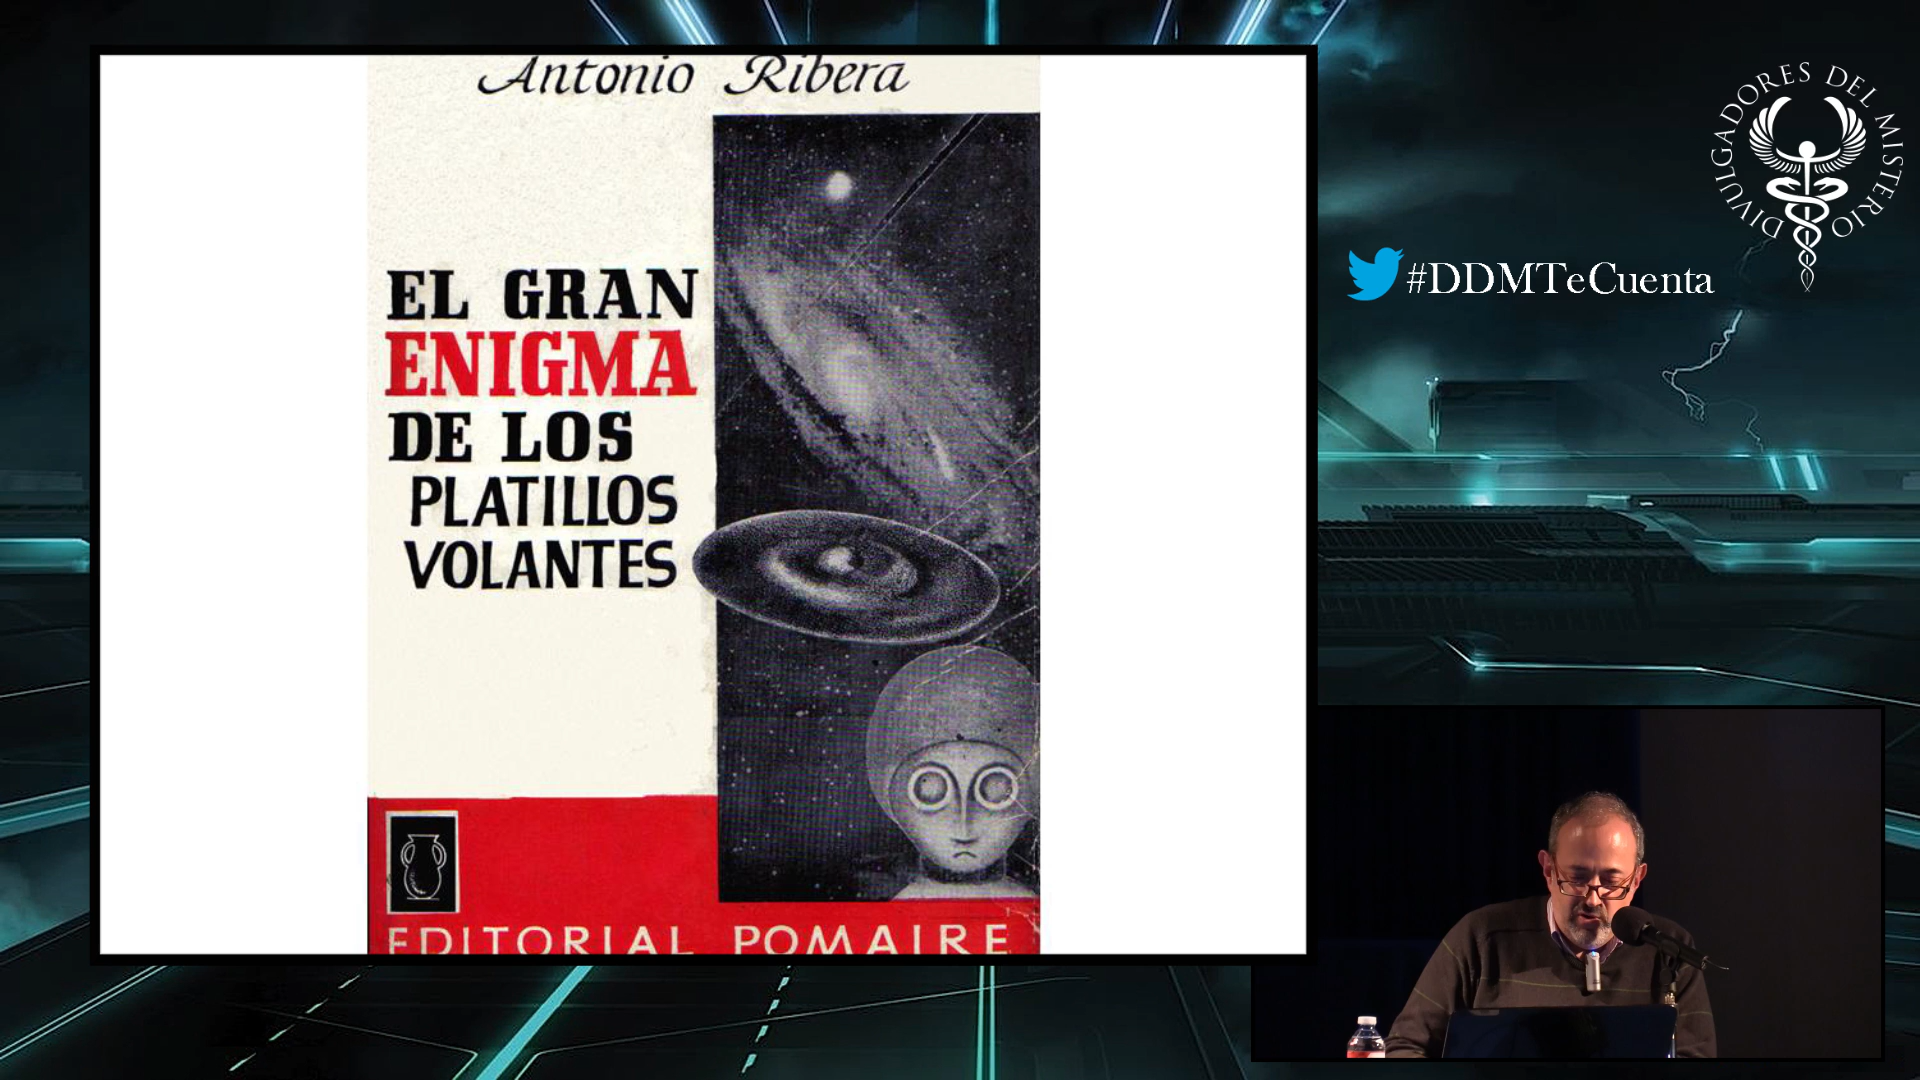 Antonio Ribera
EL GRAN
ENIGMA
DE LOS
PLATILLOS
VOLANTES
EDITORIAL POMAIRE
DIVULGADORES DEL MISTERIO
#DDMTeCuenta